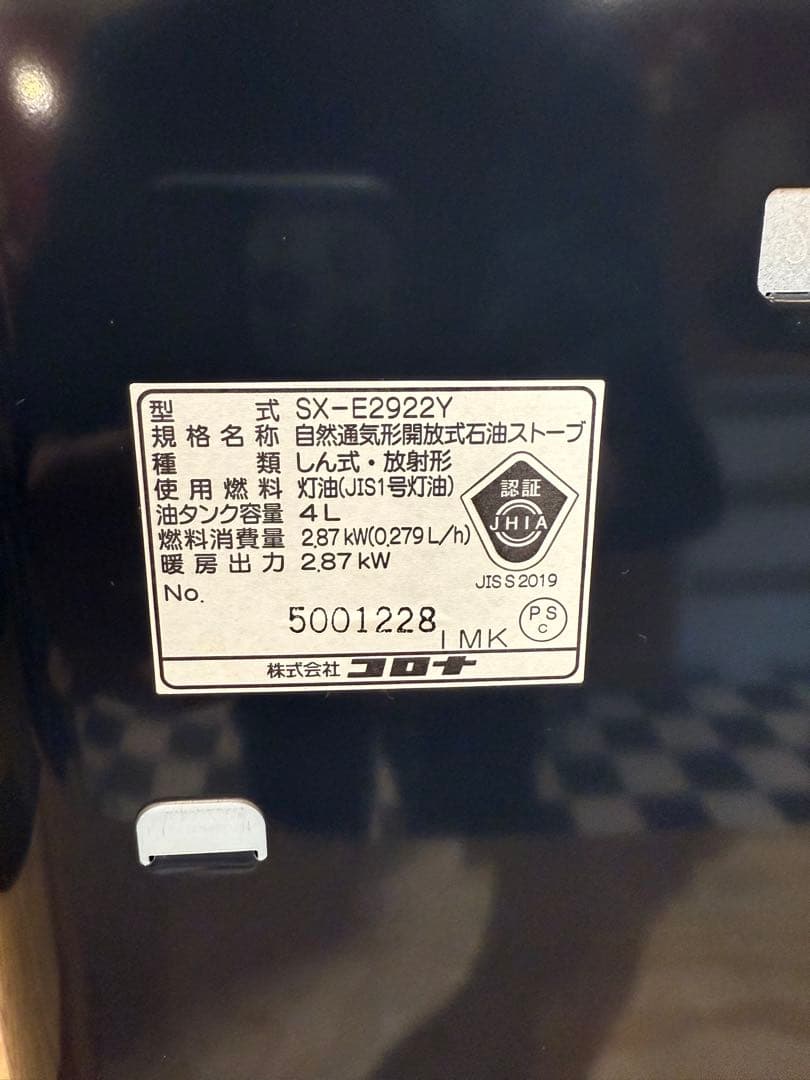 型式 SX-E2922Y
規格名称 自然通気形開放式石油ストーブ
種類 しん式・放射形
使用燃料 灯油(JIS1号灯油)
油タンク容量 4L
燃料消費量 2.87kW(0.279L/h)
暖房出力 2.87kW
認証
JHIA
JIS S 2019
No.
5001228
IMK
PS
C
株式会社 コロナ